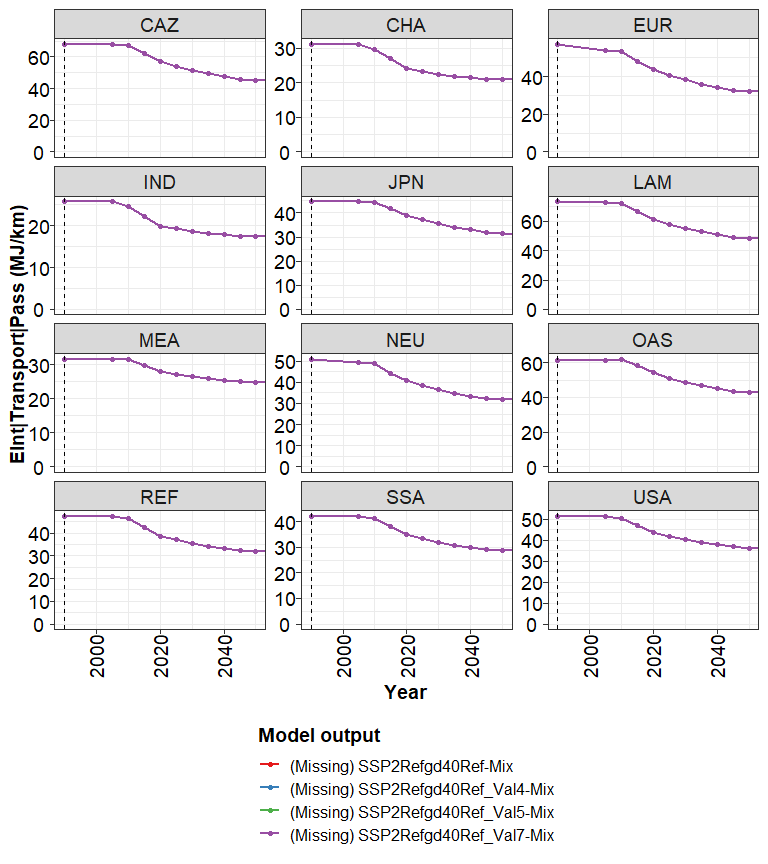 CAZ CHA EUR
60 40 20 0
30 20 10 0
40 20 0
IND JPN LAM
20 10 0
40 30 20 10 0
60 40 20 0
MEA NEU OAS
30 20 10 0
50 40 30 20 10 0
60 40 20 0
REF SSA USA
40 30 20 10 0
40 30 20 10 0
50 40 30 20 10 0
EInt|Transport|Pass (MJ/km)
2000 2020 2040 2000 2020 2040 2000 2020 2040
Year
Model output
(Missing) SSP2Refgd40Ref-Mix
(Missing) SSP2Refgd40Ref_Val4-Mix
(Missing) SSP2Refgd40Ref_Val5-Mix
(Missing) SSP2Refgd40Ref_Val7-Mix